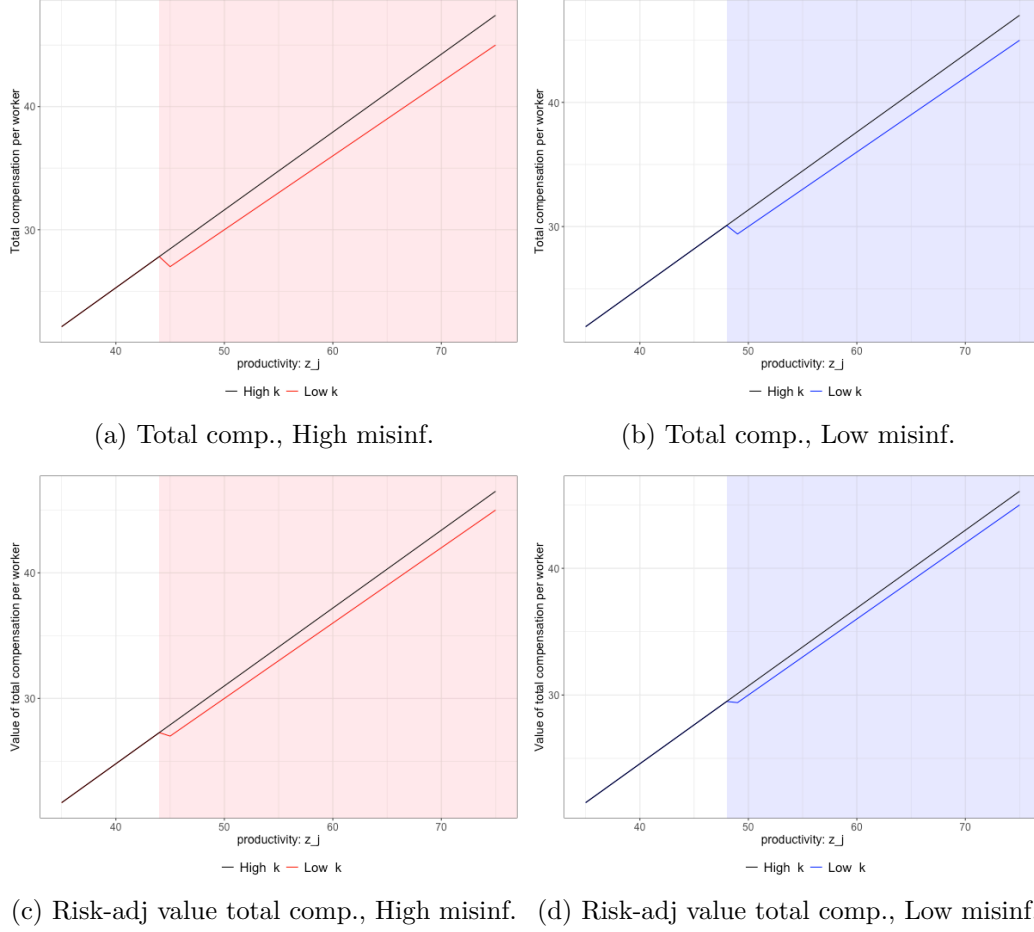 Total compensation per worker
40
30
40
50
60
70
productivity: z_j
High k
Low k
(a) Total comp., High misinf.
Total compensation per worker
40
30
40
50
60
70
productivity: z_j
High k
Low k
(b) Total comp., Low misinf.
Value of total compensation per worker
40
30
40
50
60
70
productivity: z_j
High k
Low k
(c) Risk-adj value total comp., High misinf.
Value of total compensation per worker
40
30
40
50
60
70
productivity: z_j
High k
Low k
(d) Risk-adj value total comp., Low misinf